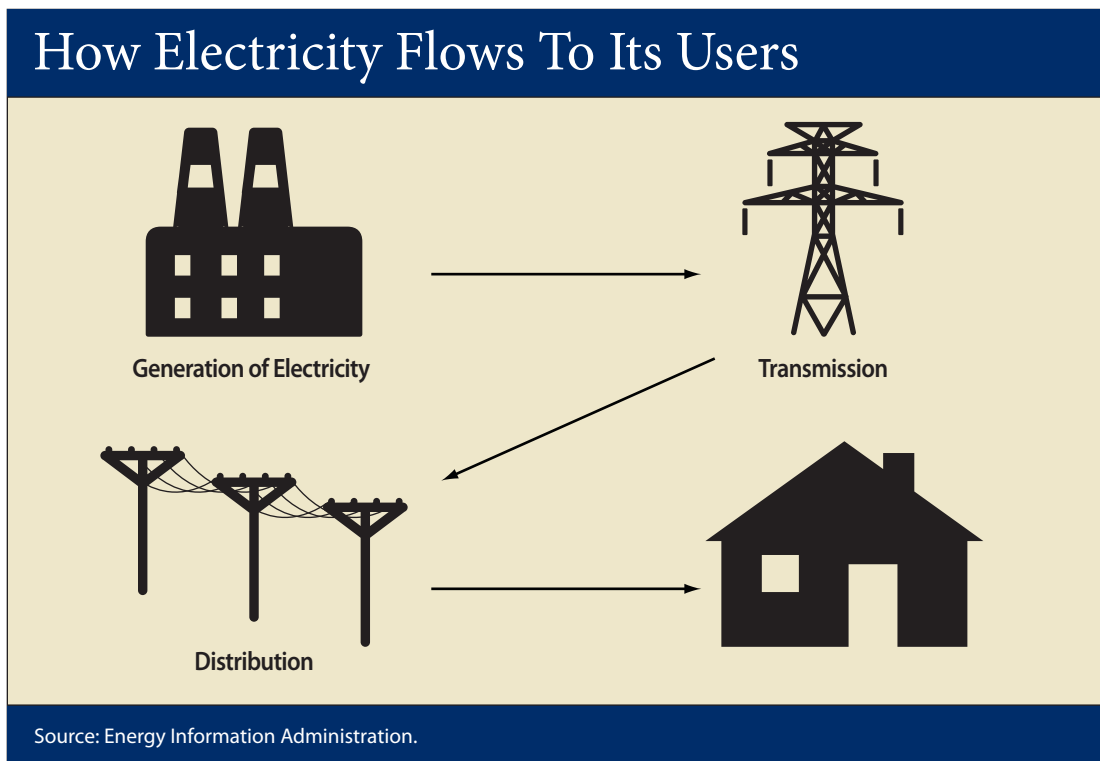 How Electricity Flows To Its Users
Generation of Electricity
Transmission
Distribution
Source: Energy Information Administration.